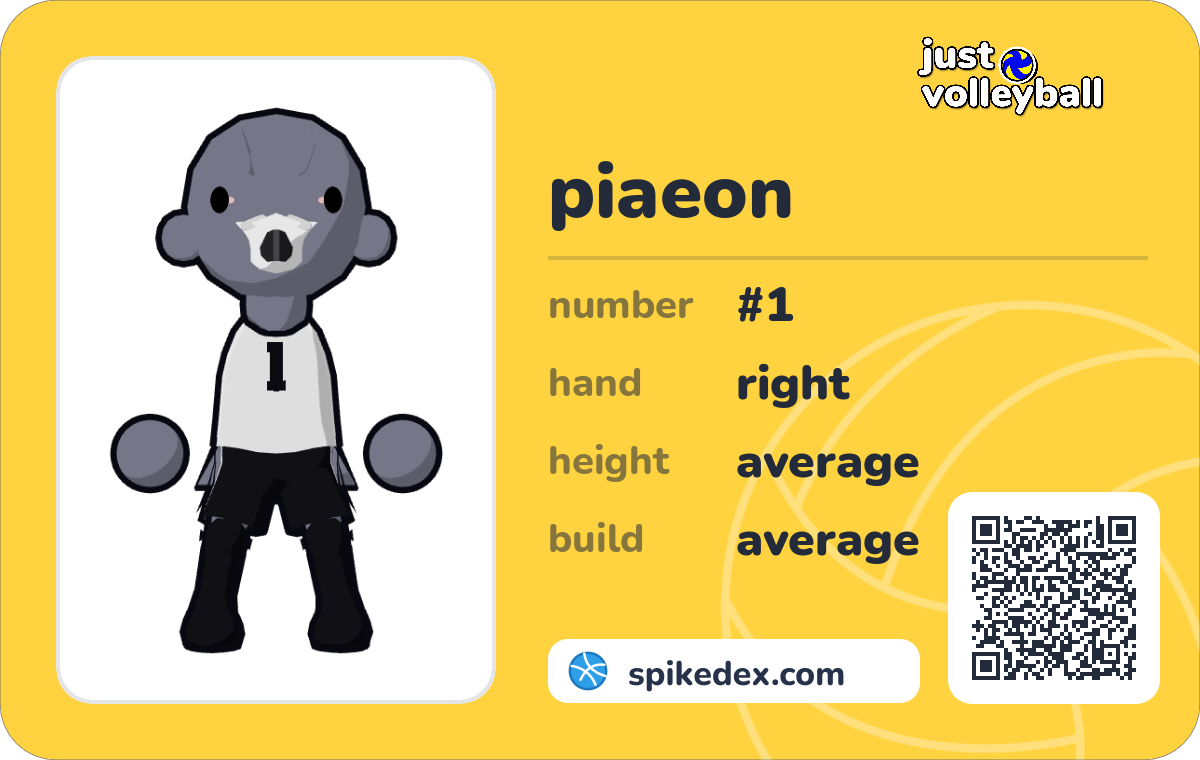 just
volleyball
piaeon
number #1
hand right
height average
build average
1
spikedex.com